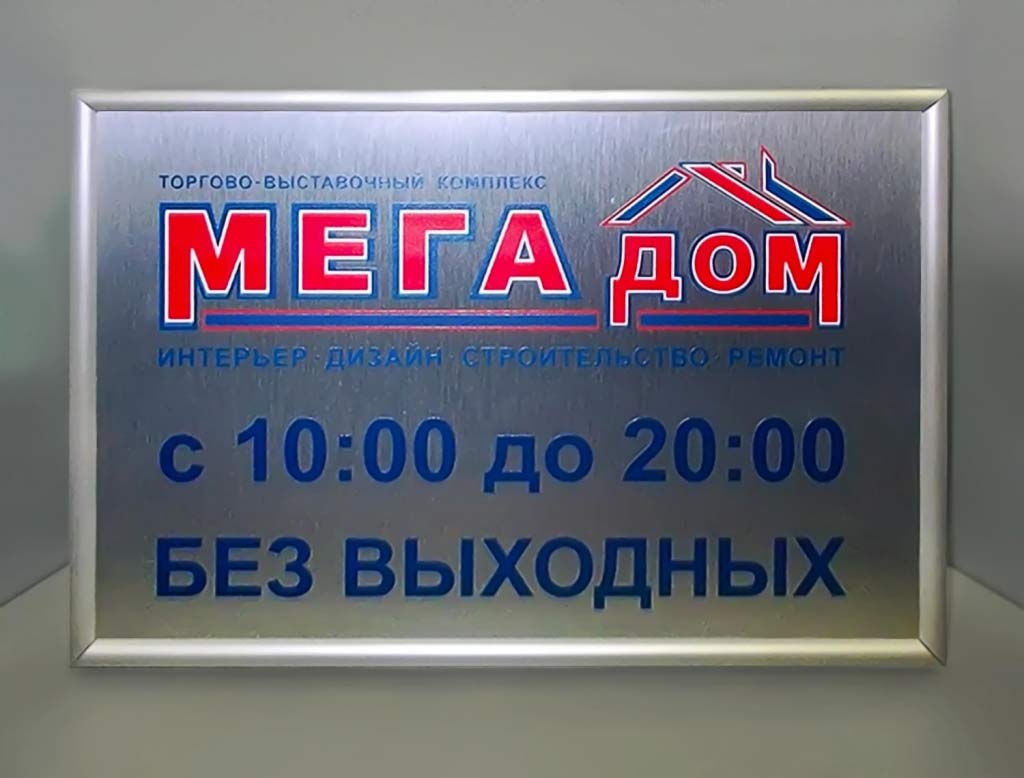 ТОРГОВО-ВЫСТАВОЧНЫЙ КОМПЛЕКС
МЕГА ДОМ
ИНТЕРЬЕР · ДИЗАЙН · СТРОИТЕЛЬСТВО · РЕМОНТ
с 10:00 до 20:00
БЕЗ ВЫХОДНЫХ